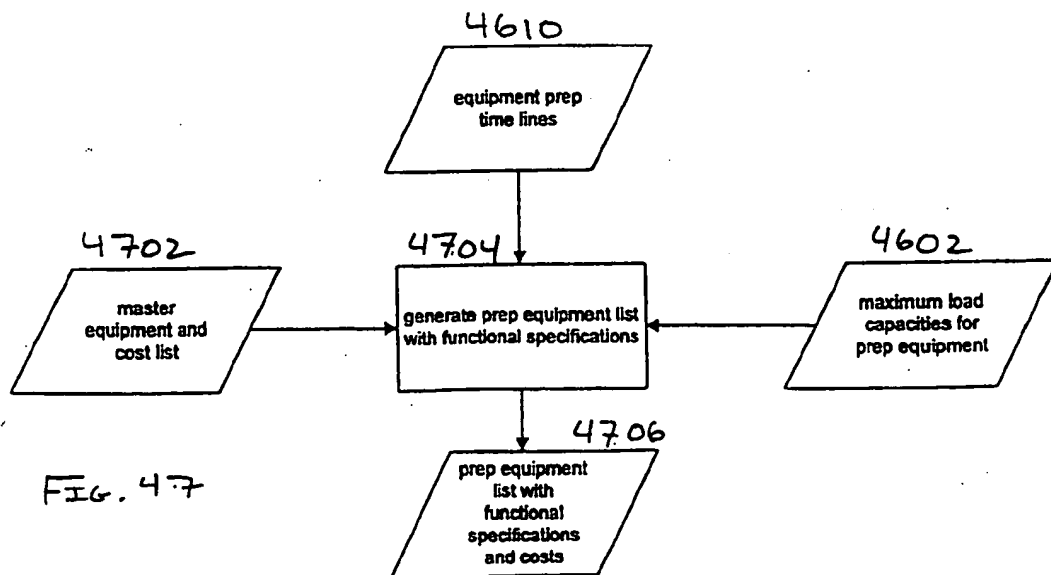 4610
equipment prep
time lines
4702
master
equipment and
cost list
4704
generate prep equipment list
with functional specifications
4602
maximum load
capacities for
prep equipment
4706
prep equipment
list with
functional
specifications
and costs
FIG. 47